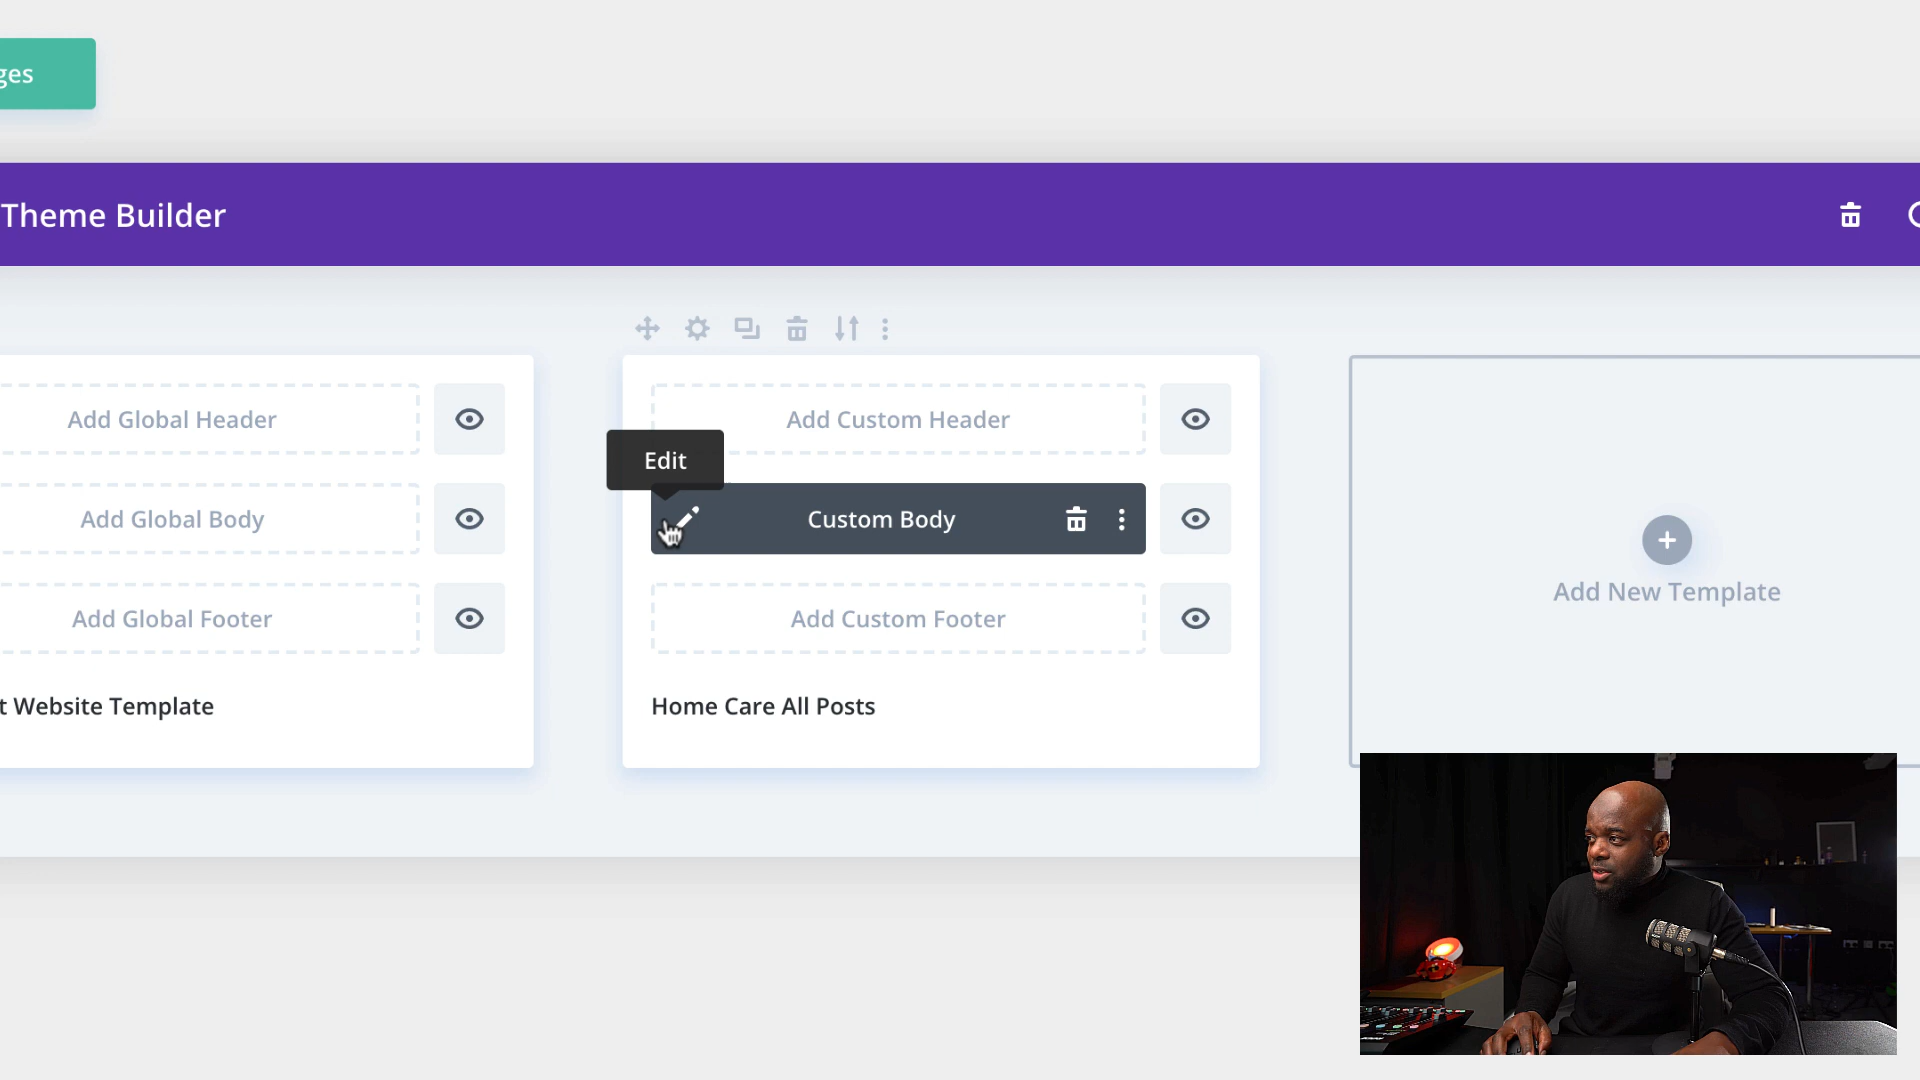 ges
Theme Builder
Add Global Header
Add Custom Header
Edit
Add Global Body
Custom Body
Add Global Footer
Add Custom Footer
Add New Template
t Website Template
Home Care All Posts